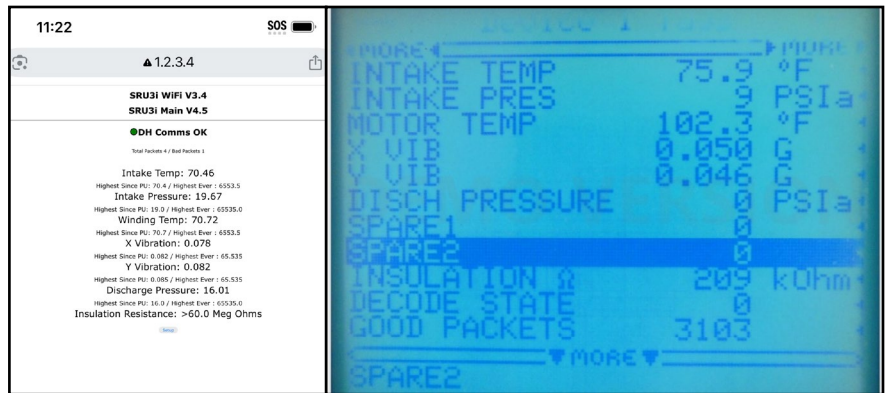 11:22
SOS
1.2.3.4
SRU3i WiFi V3.4
SRU3i Main V4.5
DH Comms OK
Total Packets 4 / Bad Packets 1
Intake Temp: 70.46
Highest Since PU: 70.4 / Highest Ever : 6553.5
Intake Pressure: 19.67
Highest Since PU: 19.0 / Highest Ever : 65535.0
Winding Temp: 70.72
Highest Since PU: 70.7 / Highest Ever : 6553.5
X Vibration: 0.078
Highest Since PU: 0.082 / Highest Ever : 65.535
Y Vibration: 0.082
Highest Since PU: 0.085 / Highest Ever : 65.535
Discharge Pressure: 16.01
Highest Since PU: 16.0 / Highest Ever : 65535.0
Insulation Resistance: >60.0 Meg Ohms
Setup
MORE MORE
INTAKE TEMP 75.9 °F
INTAKE PRES 9 PSIa
MOTOR TEMP 102.3 °F
X VIB 0.050 G
Y VIB 0.046 G
DISCH PRESSURE 0 PSIa
SPARE1 0
SPARE2 0
INSULATION Ω 209 kOhm
DECODE STATE 0
GOOD PACKETS 3103
MORE
SPARE2